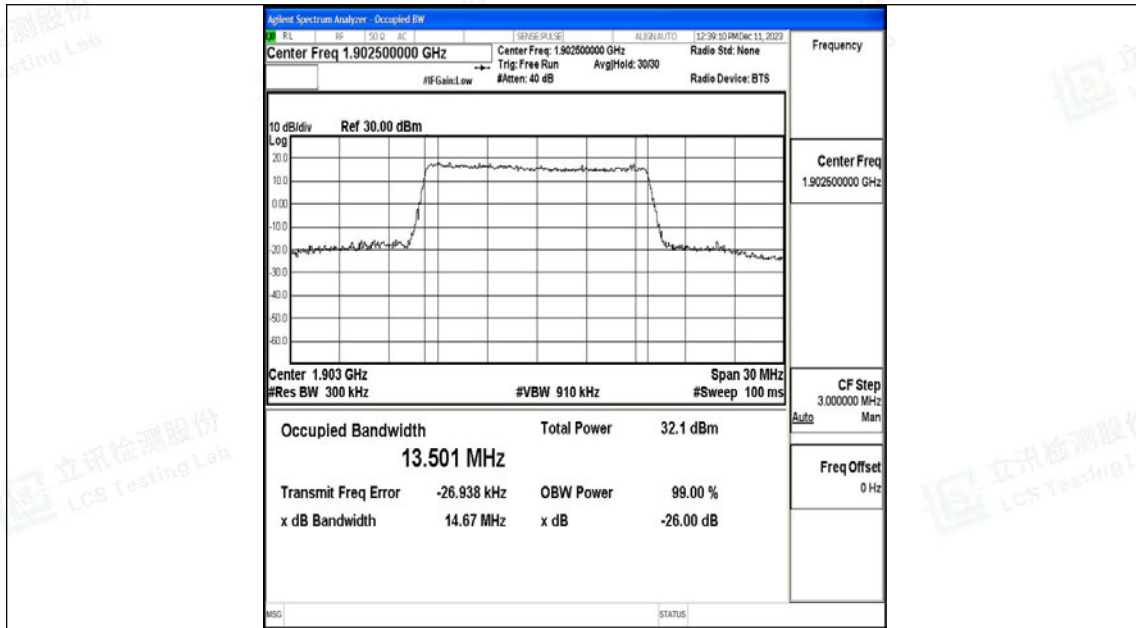 Agilent Spectrum Analyzer - Occupied BW
RL RF 50 Ω AC SENSE:PULSE ALIGNAUTO 12:39:10 PM Dec 11, 2023
Center Freq 1.902500000 GHz
Center Freq: 1.902500000 GHz
Radio Std: None
Trig: Free Run Avg|Hold: 30/30
#IFGain:Low #Atten: 40 dB Radio Device: BTS
10 dB/div Ref 30.00 dBm
Log
20.0
10.0
0.00
-10.0
-20.0
-30.0
-40.0
-50.0
-60.0
Center 1.903 GHz Span 30 MHz
#Res BW 300 kHz #VBW 910 kHz #Sweep 100 ms
Occupied Bandwidth Total Power 32.1 dBm
13.501 MHz
Transmit Freq Error -26.938 kHz OBW Power 99.00 %
x dB Bandwidth 14.67 MHz x dB -26.00 dB
MSG STATUS
Frequency
Center Freq
1.902500000 GHz
CF Step
3.000000 MHz
Auto Man
Freq Offset
0 Hz
立讯检测股份
LCS Testing Lab